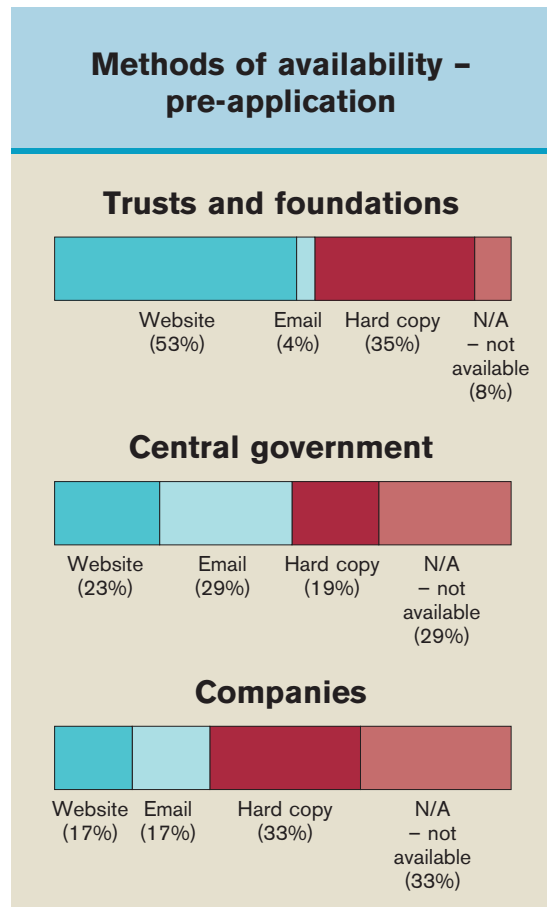 Methods of availability –
pre-application
Trusts and foundations
Website
(53%)
Email
(4%)
Hard copy
(35%)
N/A
– not
available
(8%)
Central government
Website
(23%)
Email
(29%)
Hard copy
(19%)
N/A
– not
available
(29%)
Companies
Website
(17%)
Email
(17%)
Hard copy
(33%)
N/A
– not
available
(33%)